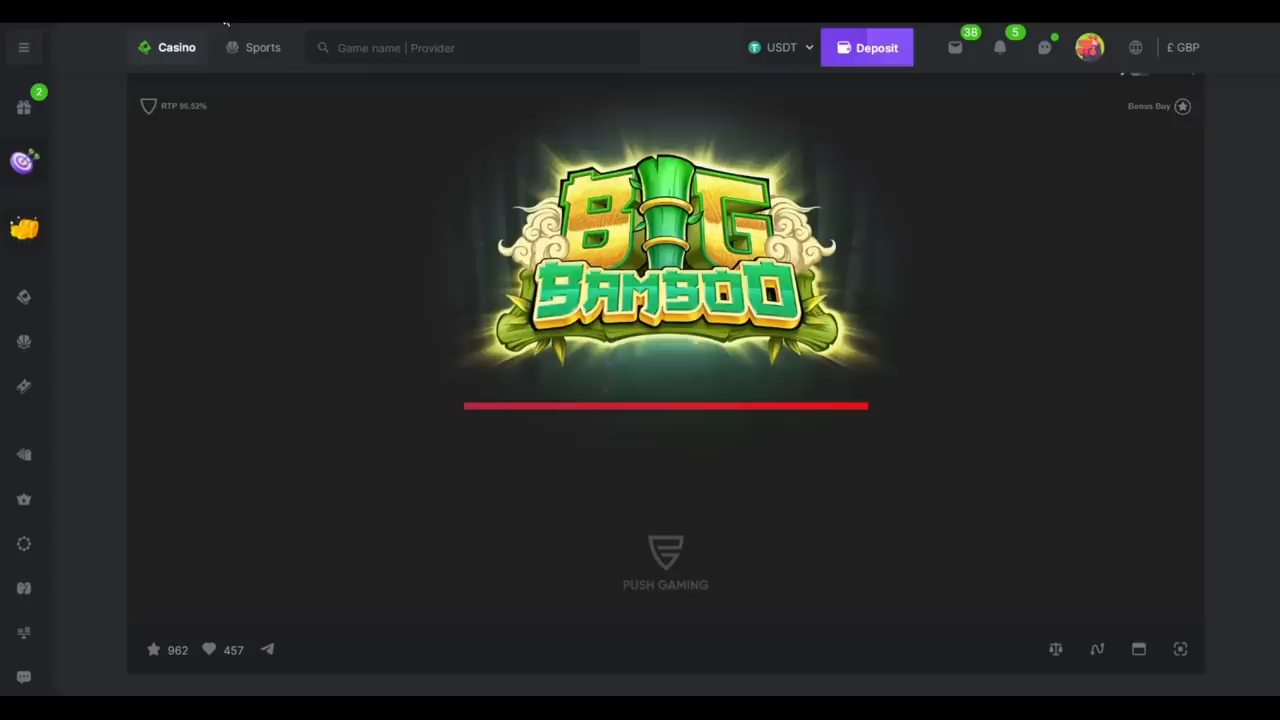 Casino
Sports
Game name | Provider
USDT
Deposit
38
5
£ GBP
2
RTP 96.52%
Bonus Buy
BIG
BAMBOO
PUSH GAMING
962
457